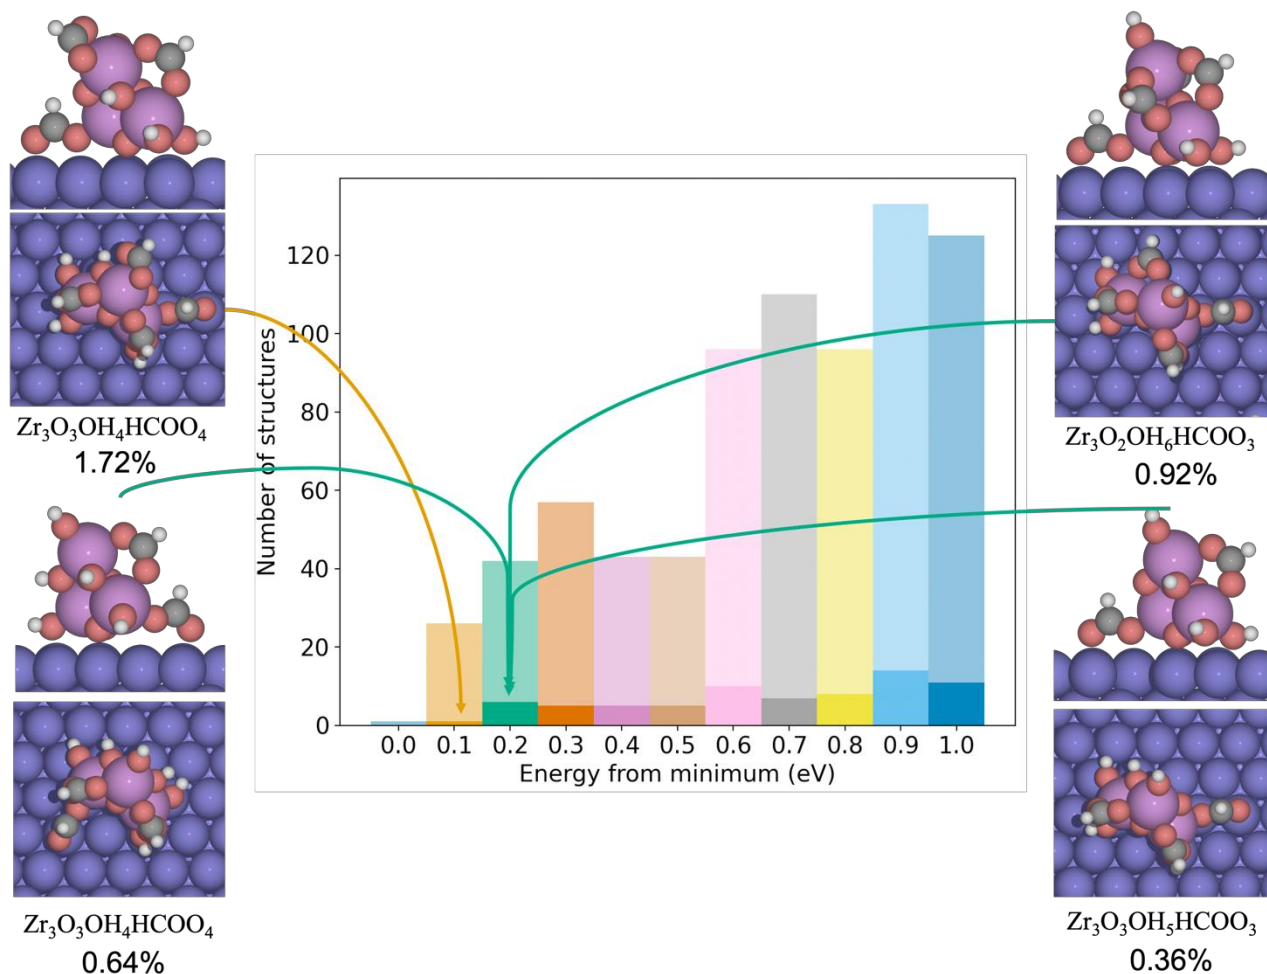 Zr₃O₃OH₄HCOO₄
1.72%
Zr₃O₃OH₄HCOO₄
0.64%
Number of structures
120
100
80
60
40
20
0
0.0 0.1 0.2 0.3 0.4 0.5 0.6 0.7 0.8 0.9 1.0
Energy from minimum (eV)
Zr₃O₂OH₆HCOO₃
0.92%
Zr₃O₃OH₅HCOO₃
0.36%